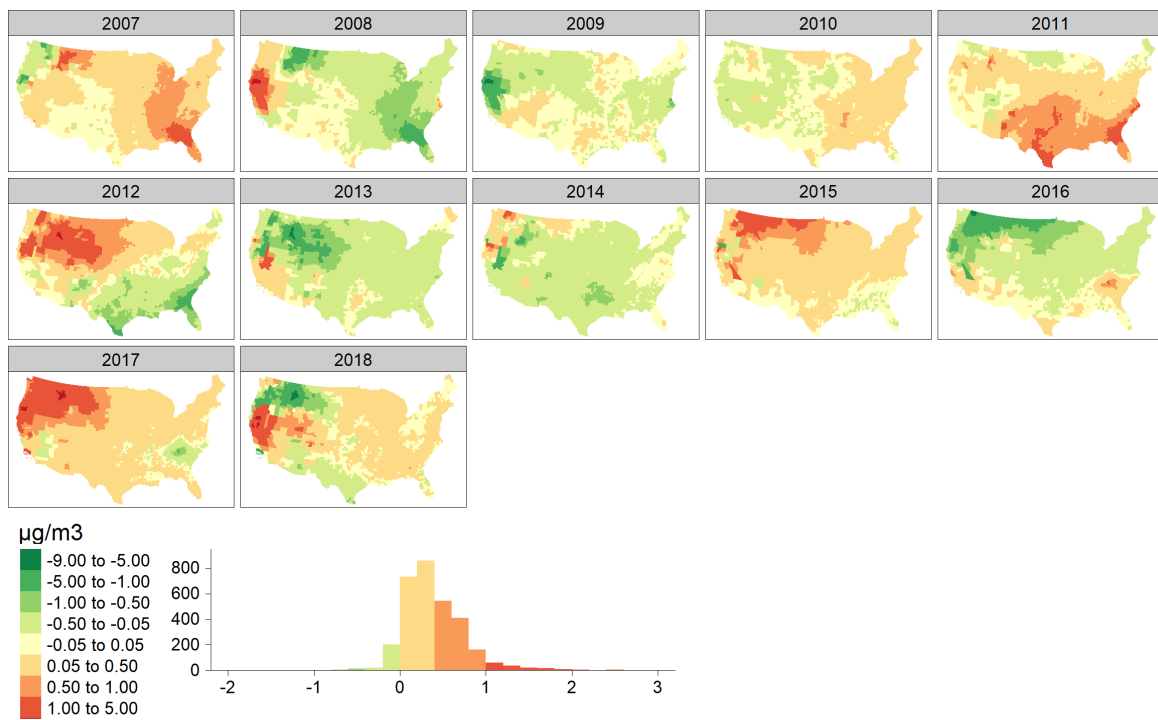 2007 2008 2009 2010 2011
2012 2013 2014 2015 2016
2017 2018
µg/m3
-9.00 to -5.00
-5.00 to -1.00
-1.00 to -0.50
-0.50 to -0.05
-0.05 to 0.05
0.05 to 0.50
0.50 to 1.00
1.00 to 5.00
800
600
400
200
0
-2 -1 0 1 2 3